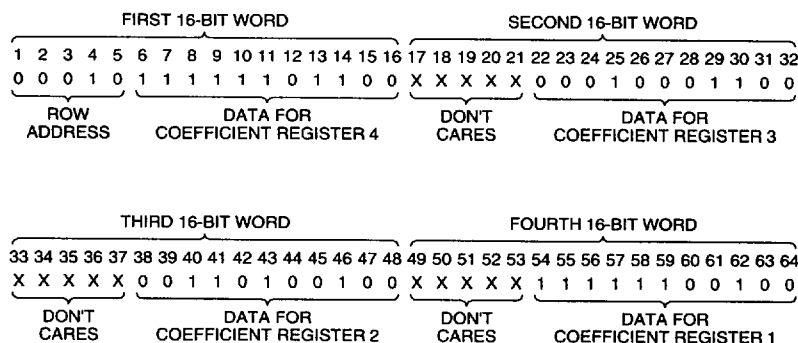 FIRST 16-BIT WORD SECOND 16-BIT WORD
1 2 3 4 5 6 7 8 9 10 11 12 13 14 15 16 17 18 19 20 21 22 23 24 25 26 27 28 29 30 31 32
0 0 0 1 0 1 1 1 1 1 1 0 1 1 0 0 X X X X X 0 0 0 1 0 0 0 1 1 0 0
ROW ADDRESS DATA FOR COEFFICIENT REGISTER 4 DON'T CARES DATA FOR COEFFICIENT REGISTER 3
THIRD 16-BIT WORD FOURTH 16-BIT WORD
33 34 35 36 37 38 39 40 41 42 43 44 45 46 47 48 49 50 51 52 53 54 55 56 57 58 59 60 61 62 63 64
X X X X X 0 0 1 1 0 1 0 0 1 0 0 X X X X X 1 1 1 1 1 1 0 0 1 0 0
DON'T CARES DATA FOR COEFFICIENT REGISTER 2 DON'T CARES DATA FOR COEFFICIENT REGISTER 1